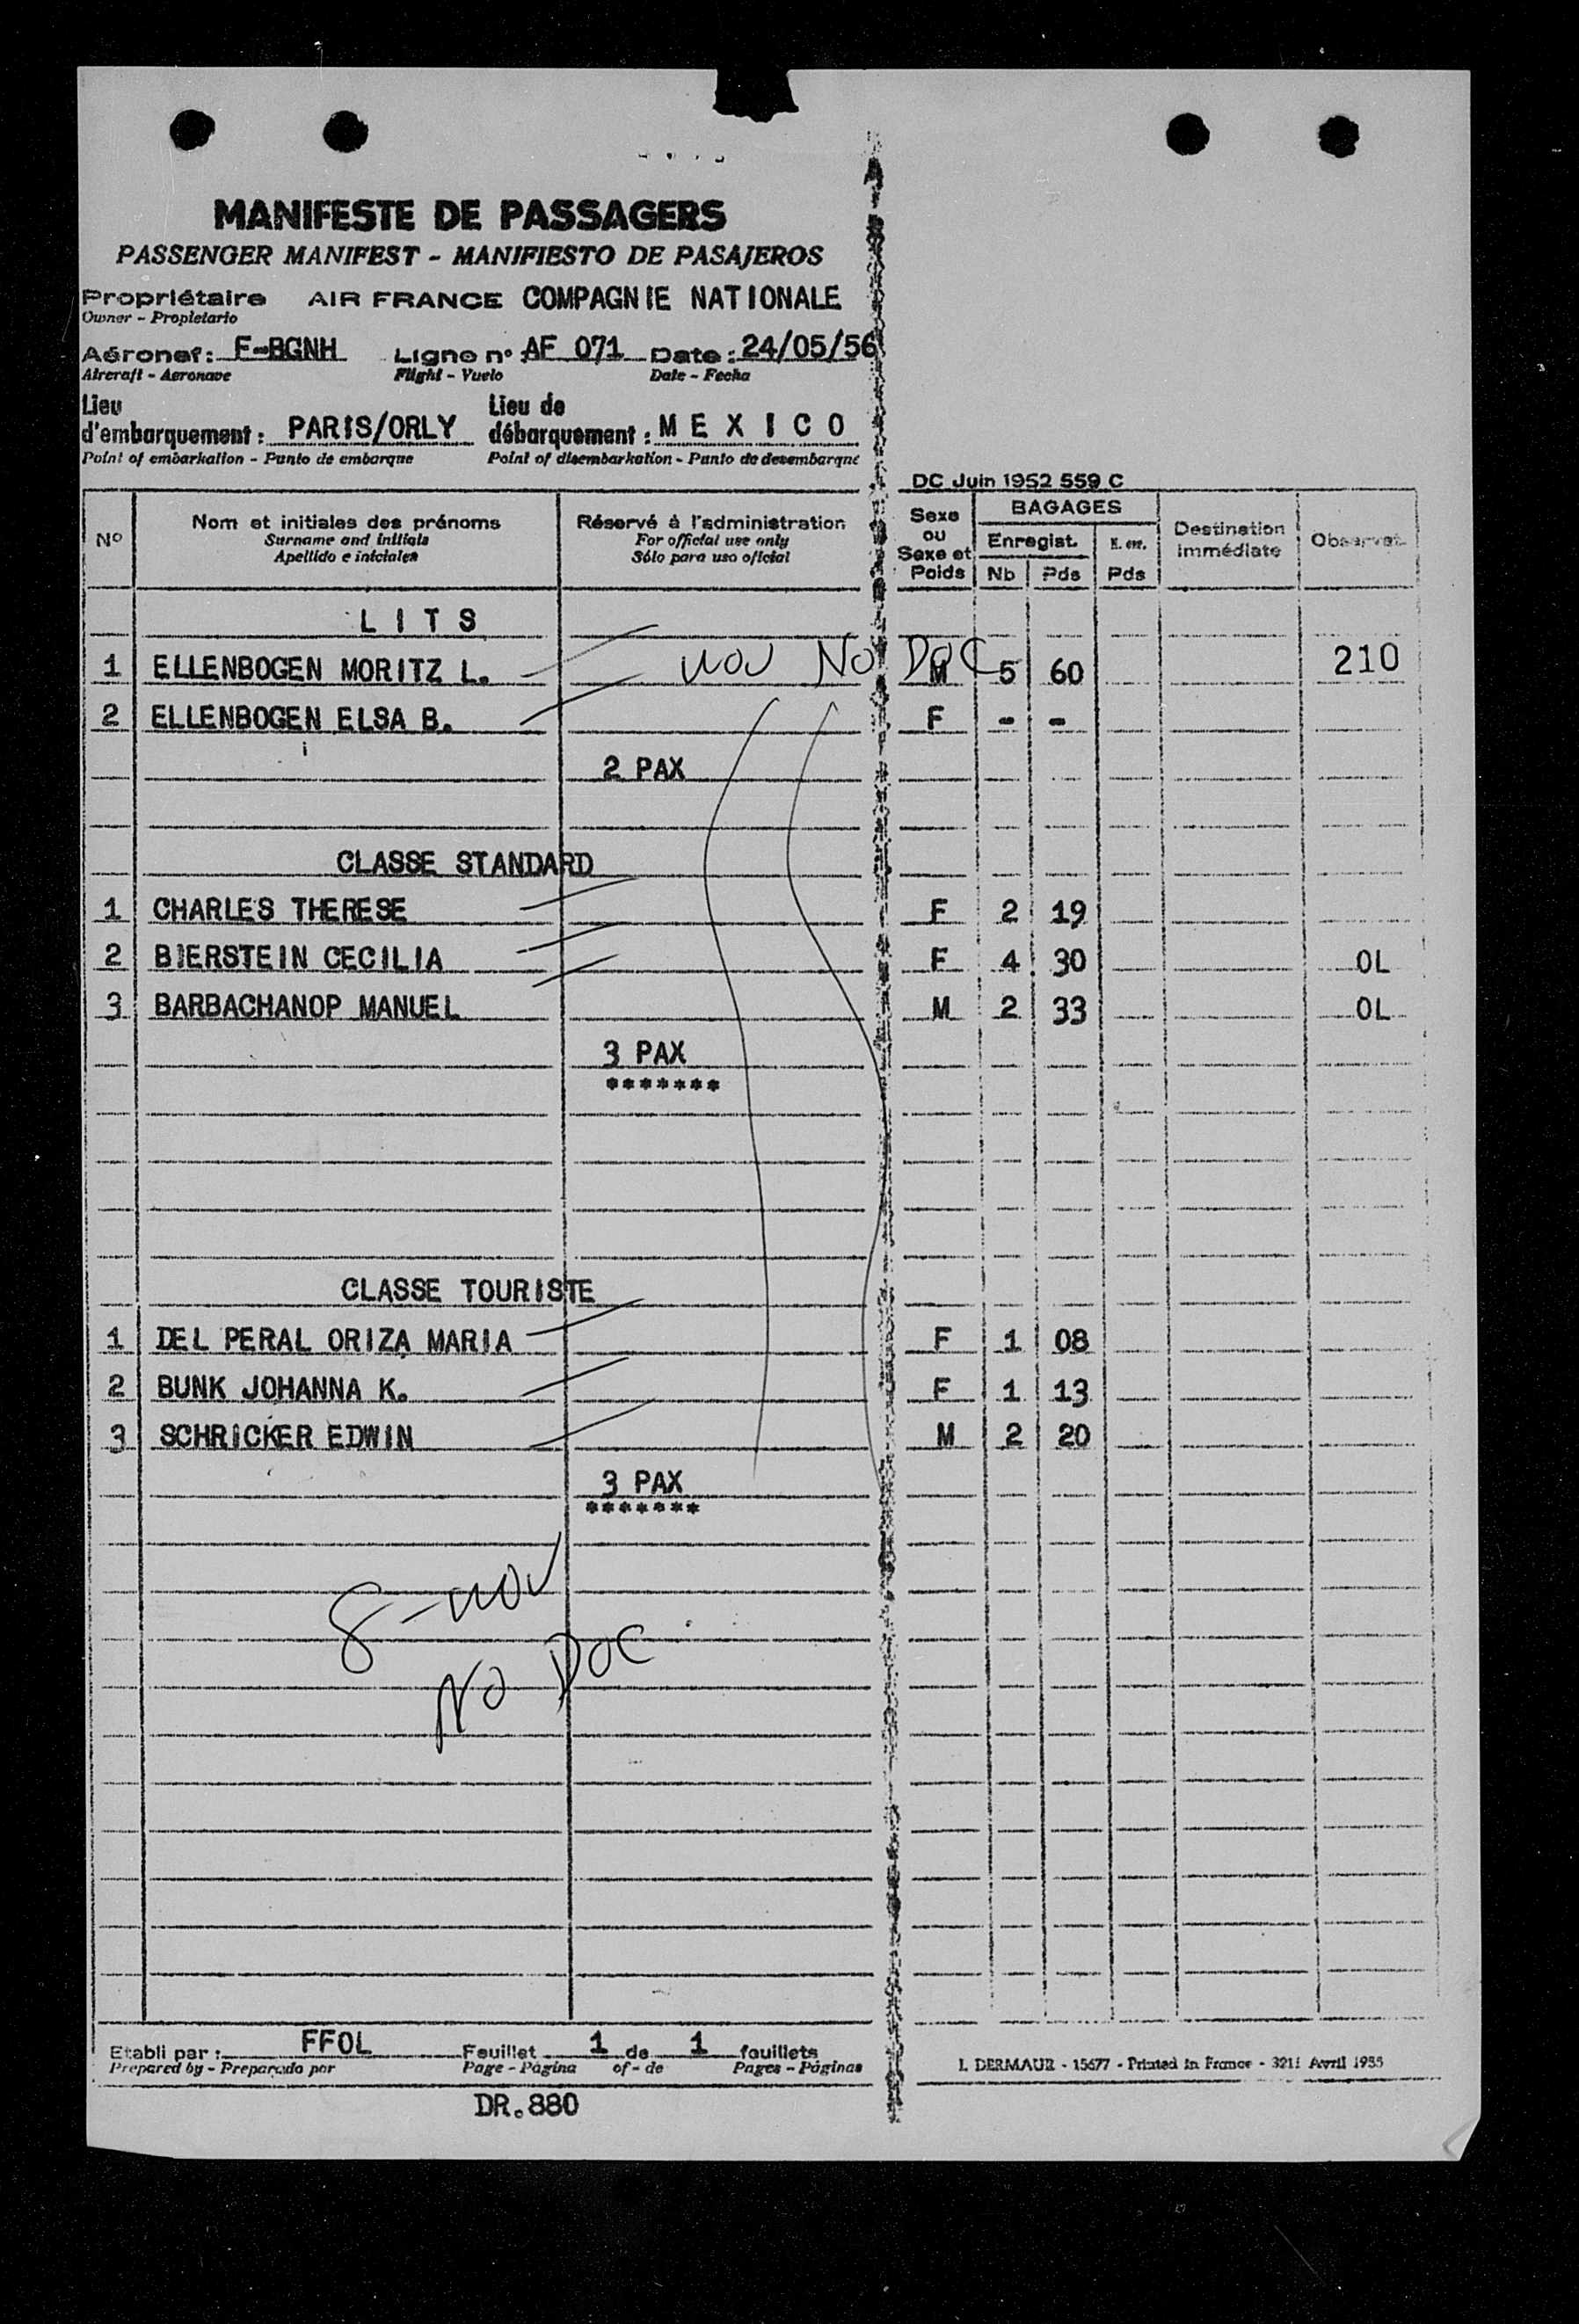 MANIFESTE DE PASSAGERS
PASSENGER MANIFEST - MANIFIESTO DE PASAJEROS
Propriétaire AIR FRANCE COMPAGNIE NATIONALE
Owner - Propietario
Aéronef: F-BGNH Ligne n° AF 071 Date: 24/05/56
Aircraft - Aeronave Flight - Vuelo Date - Fecha
Lieu d'embarquement: PARIS/ORLY Lieu de débarquement: M E X I C O
Point of embarkation - Punto de embarque Point of disembarkation - Punto de desembarque
DC Juin 1952 559 C
N° Nom et initiales des prénoms Réservé à l'administration Sexe ou Sexe et Poids BAGAGES Destination immédiate Observat.
Surname and initials For official use only Enregist.
Apellido e iniciales Sólo para uso oficial Nb Pds Pds
L I T S
1 ELLENBOGEN MORITZ L. NO DOC M 5 60 210
2 ELLENBOGEN ELSA B. F - -
2 PAX
CLASSE STANDARD
1 CHARLES THERESE F 2 19
2 BIERSTEIN CECILIA F 4 30 OL
3 BARBACHANOP MANUEL M 2 33 OL
3 PAX
*******
CLASSE TOURISTE
1 DEL PERAL ORIZA MARIA F 1 08
2 BUNK JOHANNA K. F 1 13
3 SCHRICKER EDWIN M 2 20
3 PAX
*******
8-
NO DOC
Etabli par: FFOL Feuillet 1 de 1 feuillets
Prepared by - Preparado por Page - Página of - de Pages - Páginas
I. DERMAUR - 15677 - Printed in France - 3211 Avril 1955
DR.880